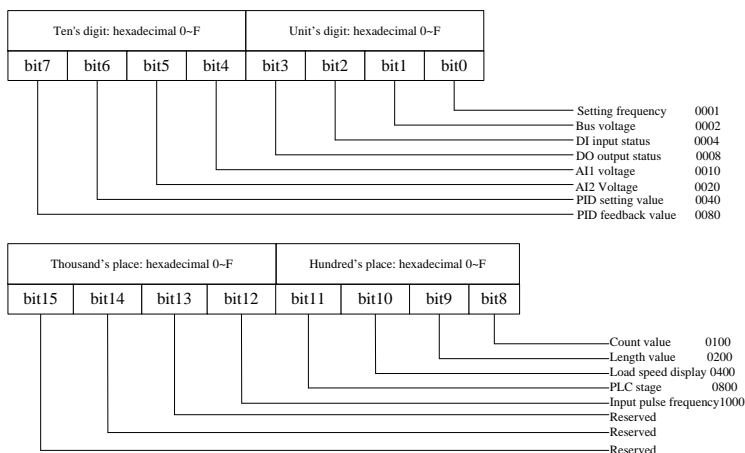 Ten's digit: hexadecimal 0~F Unit's digit: hexadecimal 0~F
bit7 bit6 bit5 bit4 bit3 bit2 bit1 bit0
Setting frequency 0001
Bus voltage 0002
DI input status 0004
DO output status 0008
AI1 voltage 0010
AI2 Voltage 0020
PID setting value 0040
PID feedback value 0080
Thousand's place: hexadecimal 0~F Hundred's place: hexadecimal 0~F
bit15 bit14 bit13 bit12 bit11 bit10 bit9 bit8
Count value 0100
Length value 0200
Load speed display 0400
PLC stage 0800
Input pulse frequency1000
Reserved
Reserved
Reserved